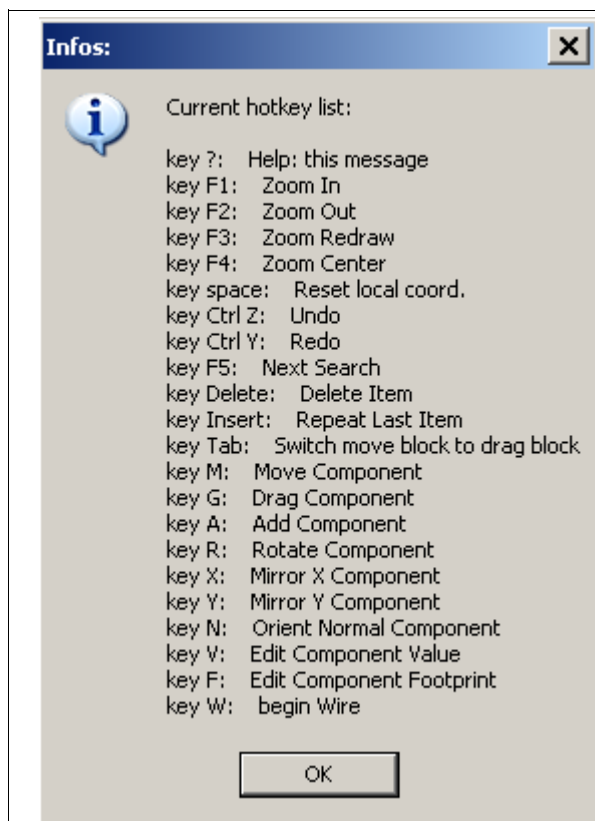 Infos:
Current hotkey list:
key ?: Help: this message
key F1: Zoom In
key F2: Zoom Out
key F3: Zoom Redraw
key F4: Zoom Center
key space: Reset local coord.
key Ctrl Z: Undo
key Ctrl Y: Redo
key F5: Next Search
key Delete: Delete Item
key Insert: Repeat Last Item
key Tab: Switch move block to drag block
key M: Move Component
key G: Drag Component
key A: Add Component
key R: Rotate Component
key X: Mirror X Component
key Y: Mirror Y Component
key N: Orient Normal Component
key V: Edit Component Value
key F: Edit Component Footprint
key W: begin Wire
OK